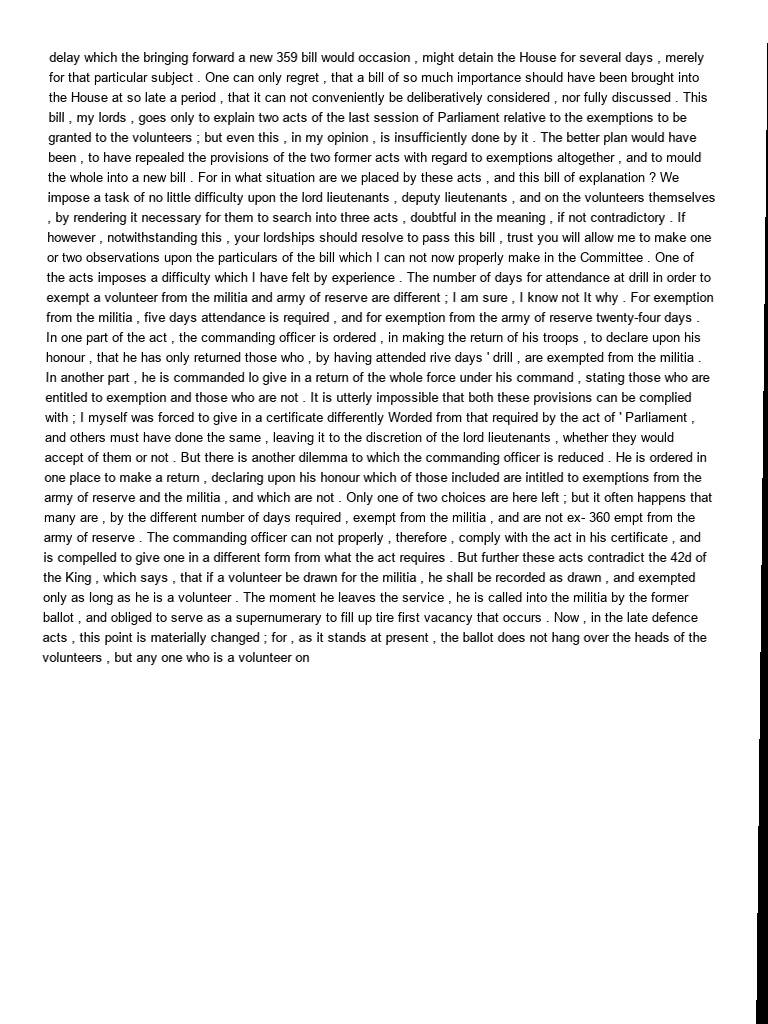 delay which the bringing forward a new 359 bill would occasion , might detain the House for several days , merely
for that particular subject . One can only regret , that a bill of so much importance should have been brought into
the House at so late a period , that it can not conveniently be deliberatively considered , nor fully discussed . This
bill , my lords , goes only to explain two acts of the last session of Parliament relative to the exemptions to be
granted to the volunteers ; but even this , in my opinion , is insufficiently done by it . The better plan would have
been , to have repealed the provisions of the two former acts with regard to exemptions altogether , and to mould
the whole into a new bill . For in what situation are we placed by these acts , and this bill of explanation ? We
impose a task of no little difficulty upon the lord lieutenants , deputy lieutenants , and on the volunteers themselves
, by rendering it necessary for them to search into three acts , doubtful in the meaning , if not contradictory . If
however , notwithstanding this , your lordships should resolve to pass this bill , trust you will allow me to make one
or two observations upon the particulars of the bill which I can not now properly make in the Committee . One of
the acts imposes a difficulty which I have felt by experience . The number of days for attendance at drill in order to
exempt a volunteer from the militia and army of reserve are different ; I am sure , I know not It why . For exemption
from the militia , five days attendance is required , and for exemption from the army of reserve twenty-four days .
In one part of the act , the commanding officer is ordered , in making the return of his troops , to declare upon his
honour , that he has only returned those who , by having attended rive days ' drill , are exempted from the militia .
In another part , he is commanded lo give in a return of the whole force under his command , stating those who are
entitled to exemption and those who are not . It is utterly impossible that both these provisions can be complied
with ; I myself was forced to give in a certificate differently Worded from that required by the act of ' Parliament ,
and others must have done the same , leaving it to the discretion of the lord lieutenants , whether they would
accept of them or not . But there is another dilemma to which the commanding officer is reduced . He is ordered in
one place to make a return , declaring upon his honour which of those included are intitled to exemptions from the
army of reserve and the militia , and which are not . Only one of two choices are here left ; but it often happens that
many are , by the different number of days required , exempt from the militia , and are not ex- 360 empt from the
army of reserve . The commanding officer can not properly , therefore , comply with the act in his certificate , and
is compelled to give one in a different form from what the act requires . But further these acts contradict the 42d of
the King , which says , that if a volunteer be drawn for the militia , he shall be recorded as drawn , and exempted
only as long as he is a volunteer . The moment he leaves the service , he is called into the militia by the former
ballot , and obliged to serve as a supernumerary to fill up tire first vacancy that occurs . Now , in the late defence
acts , this point is materially changed ; for , as it stands at present , the ballot does not hang over the heads of the
volunteers , but any one who is a volunteer on